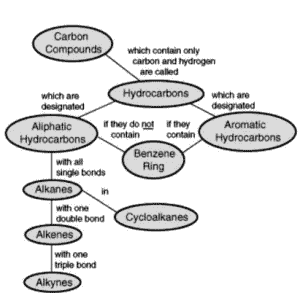 Carbon
Compounds
which contain only
carbon and hydrogen
are called
Hydrocarbons
which are
designated
which are
designated
Aliphatic
Hydrocarbons
if they do not
contain
if they
contain
Aromatic
Hydrocarbons
Benzene
Ring
with all
single bonds
Alkanes
in
Cycloalkanes
with one
double bond
Alkenes
with one
triple bond
Alkynes